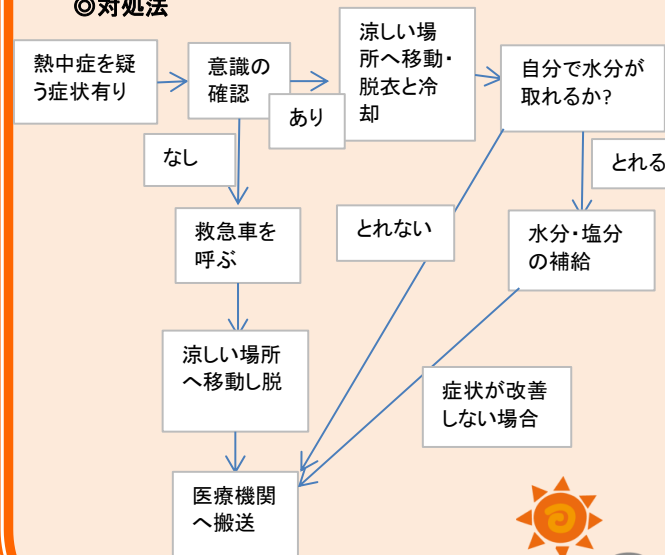 ◎対処法
熱中症を疑
う症状有り
意識の
確認
涼しい場
所へ移動・
脱衣と冷
却
自分で水分が
取れるか?
あり
なし
とれる
救急車を
呼ぶ
とれない
水分・塩分
の補給
涼しい場所
へ移動し脱
症状が改善
しない場合
医療機関
へ搬送